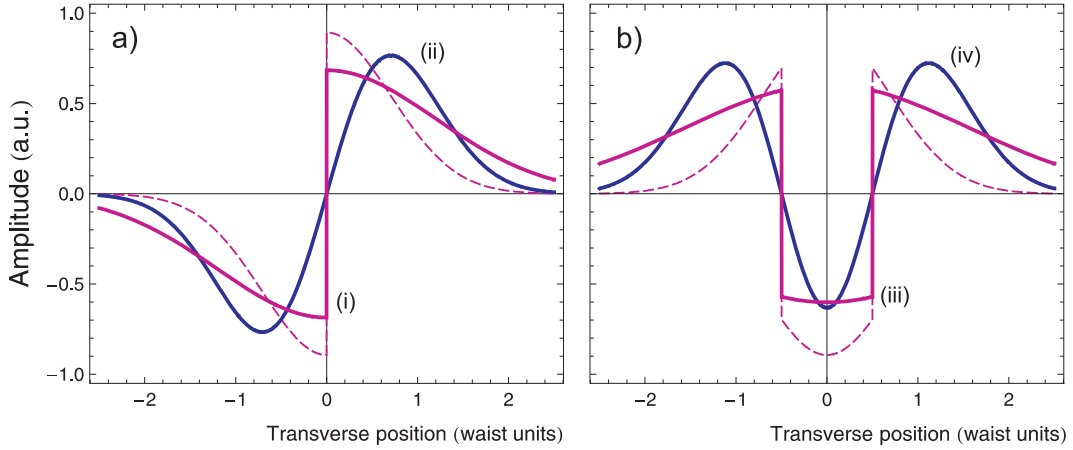 a)
(ii)
(i)
1.0
0.5
0.0
−0.5
−1.0
Amplitude (a.u.)
−2
−1
0
1
2
Transverse position (waist units)
b)
(iv)
(iii)
−2
−1
0
1
2
Transverse position (waist units)